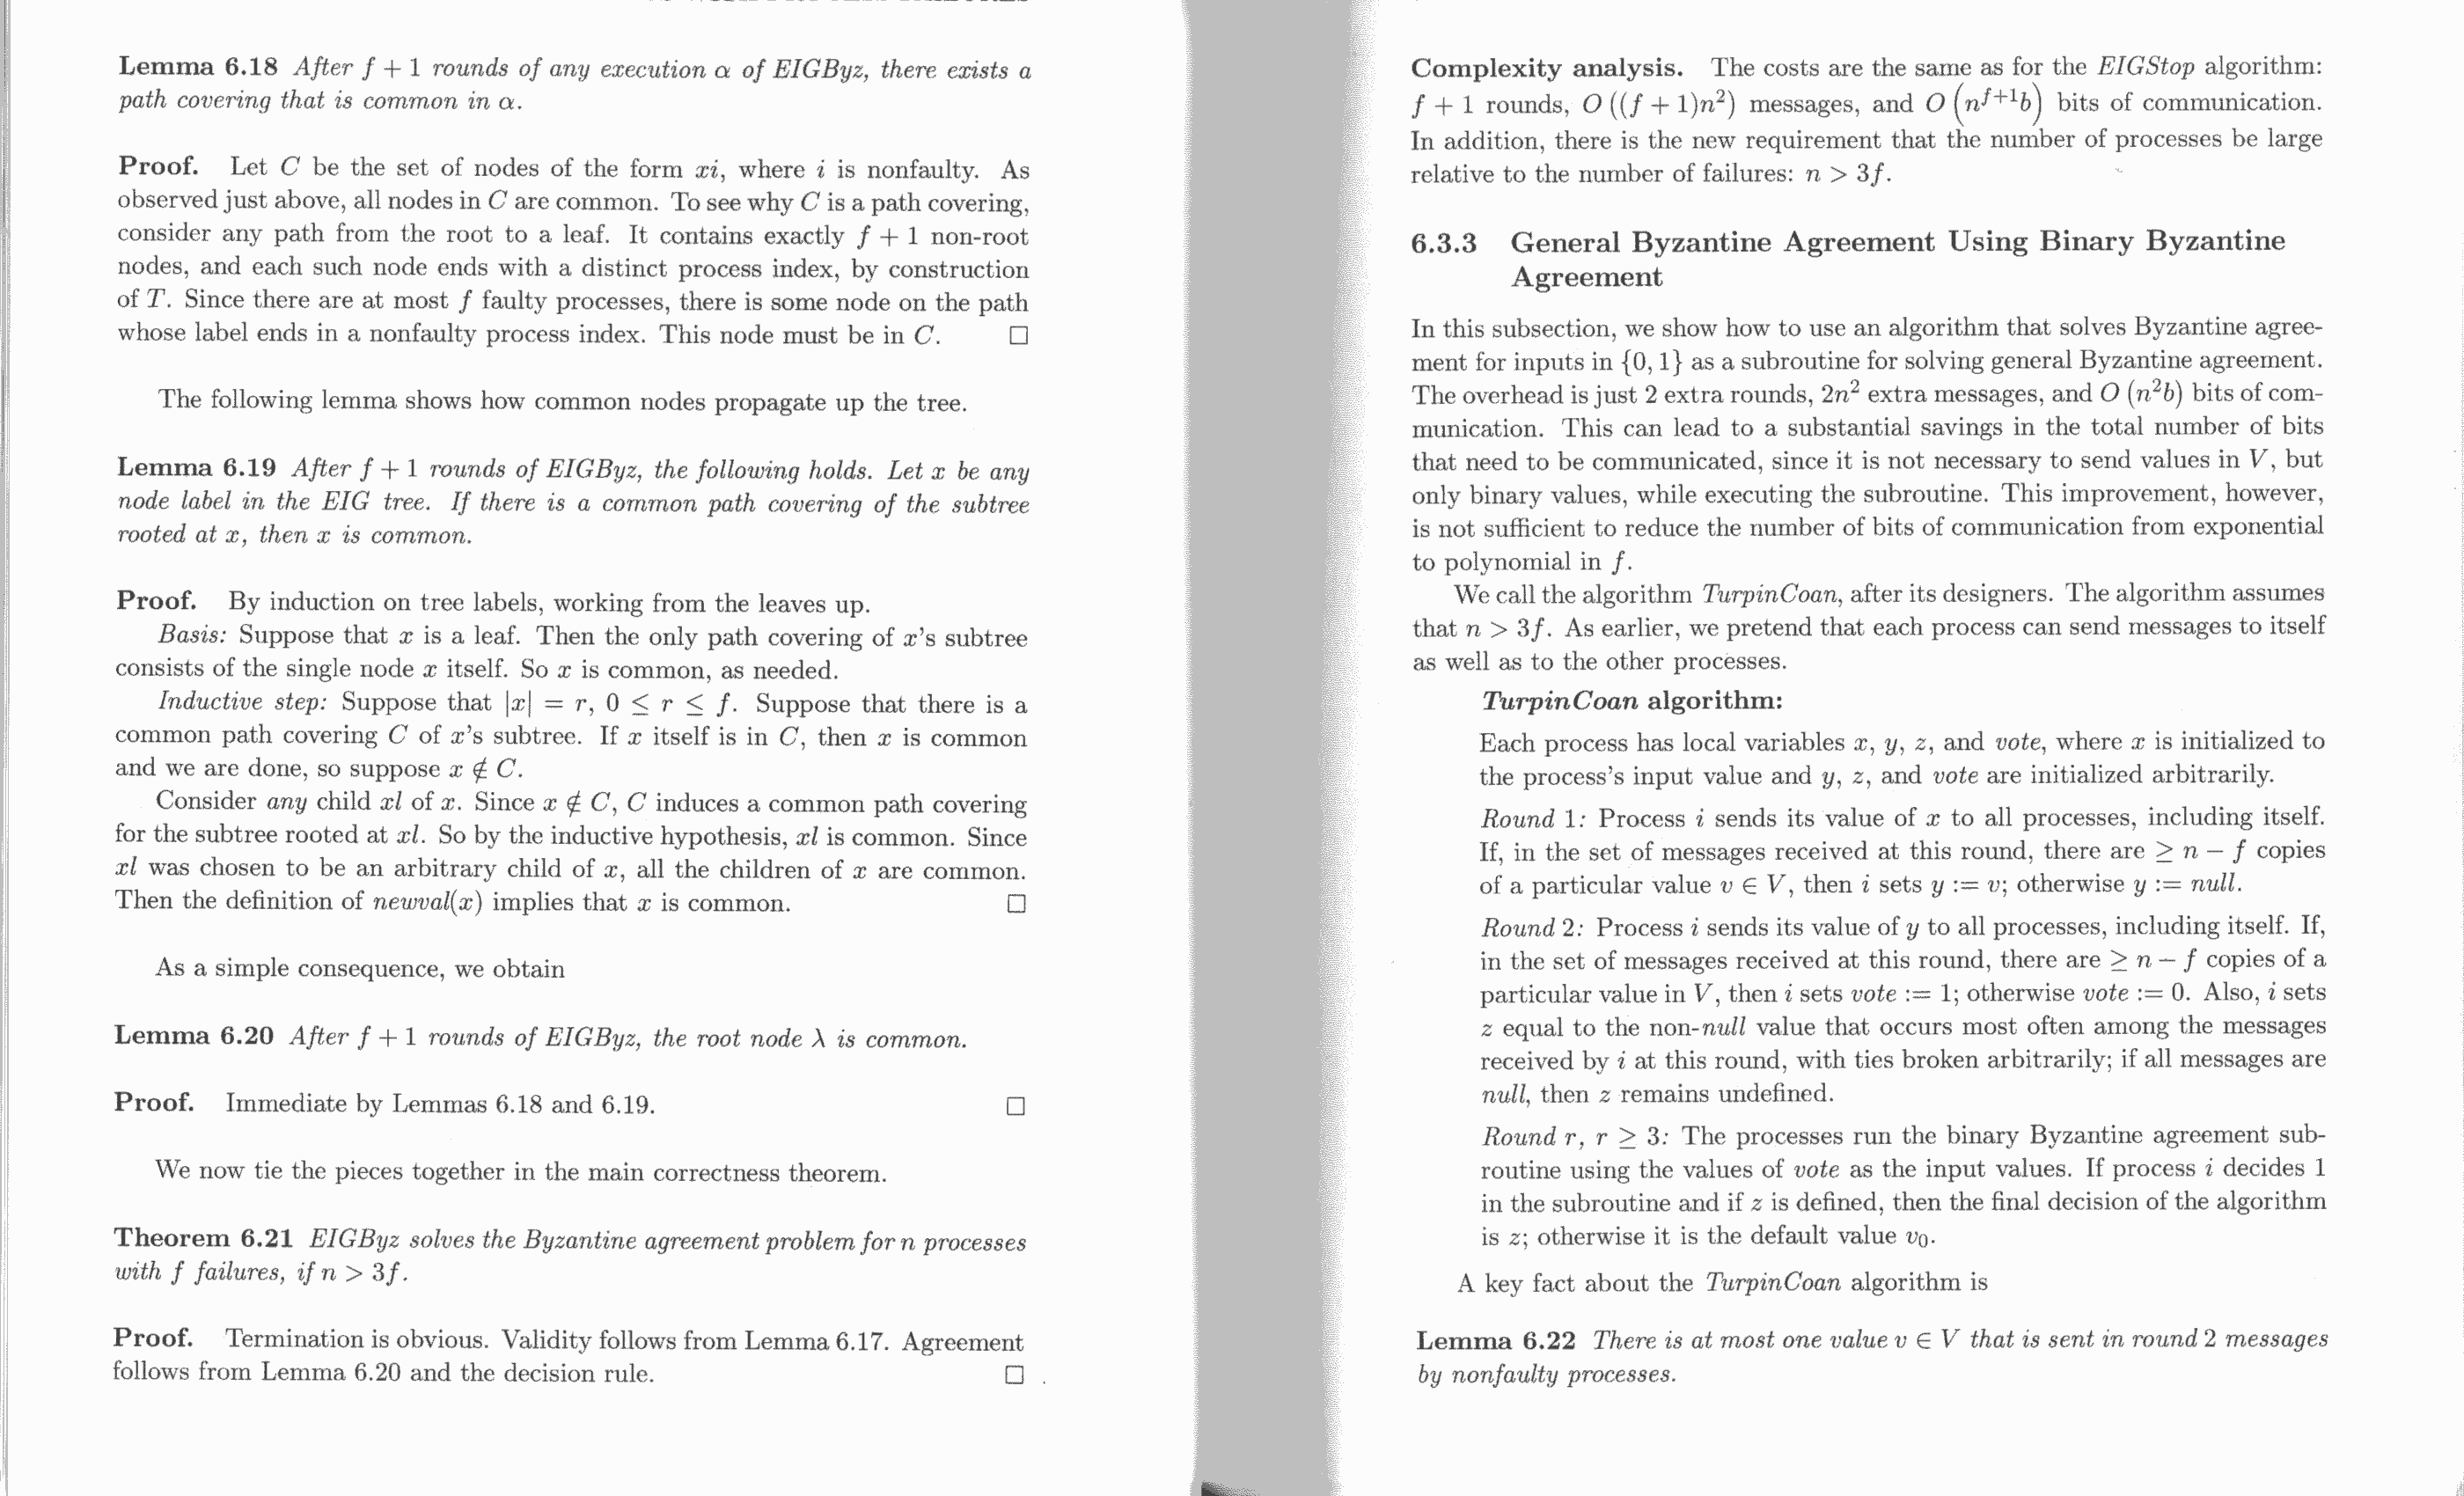 Lemma 6.18 After f + 1 rounds of any execution α of EIGByz, there exists a
path covering that is common in α.
Proof. Let C be the set of nodes of the form xi, where i is nonfaulty. As
observed just above, all nodes in C are common. To see why C is a path covering,
consider any path from the root to a leaf. It contains exactly f + 1 non-root
nodes, and each such node ends with a distinct process index, by construction
of T. Since there are at most f faulty processes, there is some node on the path
whose label ends in a nonfaulty process index. This node must be in C. □
The following lemma shows how common nodes propagate up the tree.
Lemma 6.19 After f + 1 rounds of EIGByz, the following holds. Let x be any
node label in the EIG tree. If there is a common path covering of the subtree
rooted at x, then x is common.
Proof. By induction on tree labels, working from the leaves up.
Basis: Suppose that x is a leaf. Then the only path covering of x's subtree
consists of the single node x itself. So x is common, as needed.
Inductive step: Suppose that |x| = r, 0 ≤ r ≤ f. Suppose that there is a
common path covering C of x's subtree. If x itself is in C, then x is common
and we are done, so suppose x ∉ C.
Consider any child xl of x. Since x ∉ C, C induces a common path covering
for the subtree rooted at xl. So by the inductive hypothesis, xl is common. Since
xl was chosen to be an arbitrary child of x, all the children of x are common.
Then the definition of newval(x) implies that x is common. □
As a simple consequence, we obtain
Lemma 6.20 After f + 1 rounds of EIGByz, the root node λ is common.
Proof. Immediate by Lemmas 6.18 and 6.19. □
We now tie the pieces together in the main correctness theorem.
Theorem 6.21 EIGByz solves the Byzantine agreement problem for n processes
with f failures, if n > 3f.
Proof. Termination is obvious. Validity follows from Lemma 6.17. Agreement
follows from Lemma 6.20 and the decision rule. □
Complexity analysis. The costs are the same as for the EIGStop algorithm:
f + 1 rounds, O ((f + 1)n²) messages, and O (n^{f+1}b) bits of communication.
In addition, there is the new requirement that the number of processes be large
relative to the number of failures: n > 3f.
6.3.3 General Byzantine Agreement Using Binary Byzantine
Agreement
In this subsection, we show how to use an algorithm that solves Byzantine agree-
ment for inputs in {0, 1} as a subroutine for solving general Byzantine agreement.
The overhead is just 2 extra rounds, 2n² extra messages, and O (n²b) bits of com-
munication. This can lead to a substantial savings in the total number of bits
that need to be communicated, since it is not necessary to send values in V, but
only binary values, while executing the subroutine. This improvement, however,
is not sufficient to reduce the number of bits of communication from exponential
to polynomial in f.
We call the algorithm TurpinCoan, after its designers. The algorithm assumes
that n > 3f. As earlier, we pretend that each process can send messages to itself
as well as to the other processes.
TurpinCoan algorithm:
Each process has local variables x, y, z, and vote, where x is initialized to
the process's input value and y, z, and vote are initialized arbitrarily.
Round 1: Process i sends its value of x to all processes, including itself.
If, in the set of messages received at this round, there are ≥ n − f copies
of a particular value v ∈ V, then i sets y := v; otherwise y := null.
Round 2: Process i sends its value of y to all processes, including itself. If,
in the set of messages received at this round, there are ≥ n − f copies of a
particular value in V, then i sets vote := 1; otherwise vote := 0. Also, i sets
z equal to the non-null value that occurs most often among the messages
received by i at this round, with ties broken arbitrarily; if all messages are
null, then z remains undefined.
Round r, r ≥ 3: The processes run the binary Byzantine agreement sub-
routine using the values of vote as the input values. If process i decides 1
in the subroutine and if z is defined, then the final decision of the algorithm
is z; otherwise it is the default value v₀.
A key fact about the TurpinCoan algorithm is
Lemma 6.22 There is at most one value v ∈ V that is sent in round 2 messages
by nonfaulty processes.